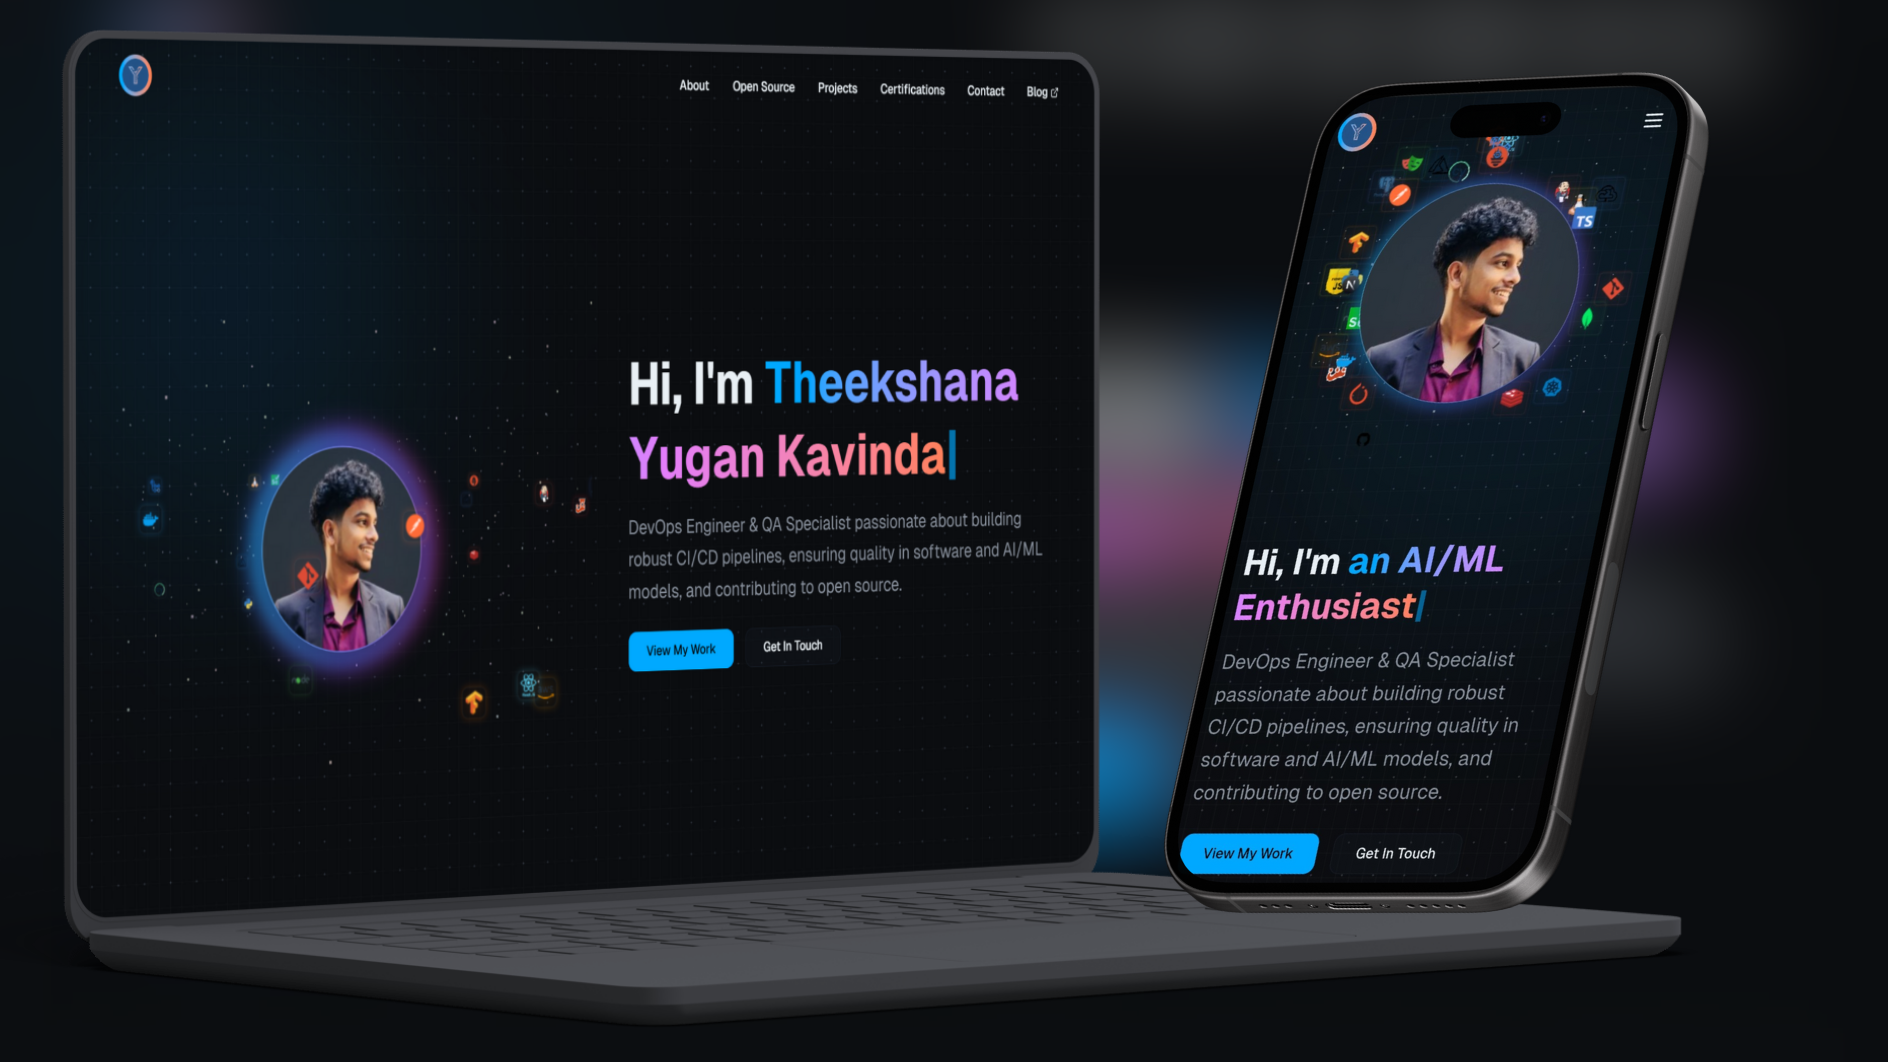 Y
About Open Source Projects Certifications Contact Blog
Hi, I'm Theekshana
Yugan Kavinda
DevOps Engineer & QA Specialist passionate about building
robust CI/CD pipelines, ensuring quality in software and AI/ML
models, and contributing to open source.
View My Work Get In Touch
Y
TS
JS
Hi, I'm an AI/ML
Enthusiast
DevOps Engineer & QA Specialist
passionate about building robust
CI/CD pipelines, ensuring quality in
software and AI/ML models, and
contributing to open source.
View My Work Get In Touch